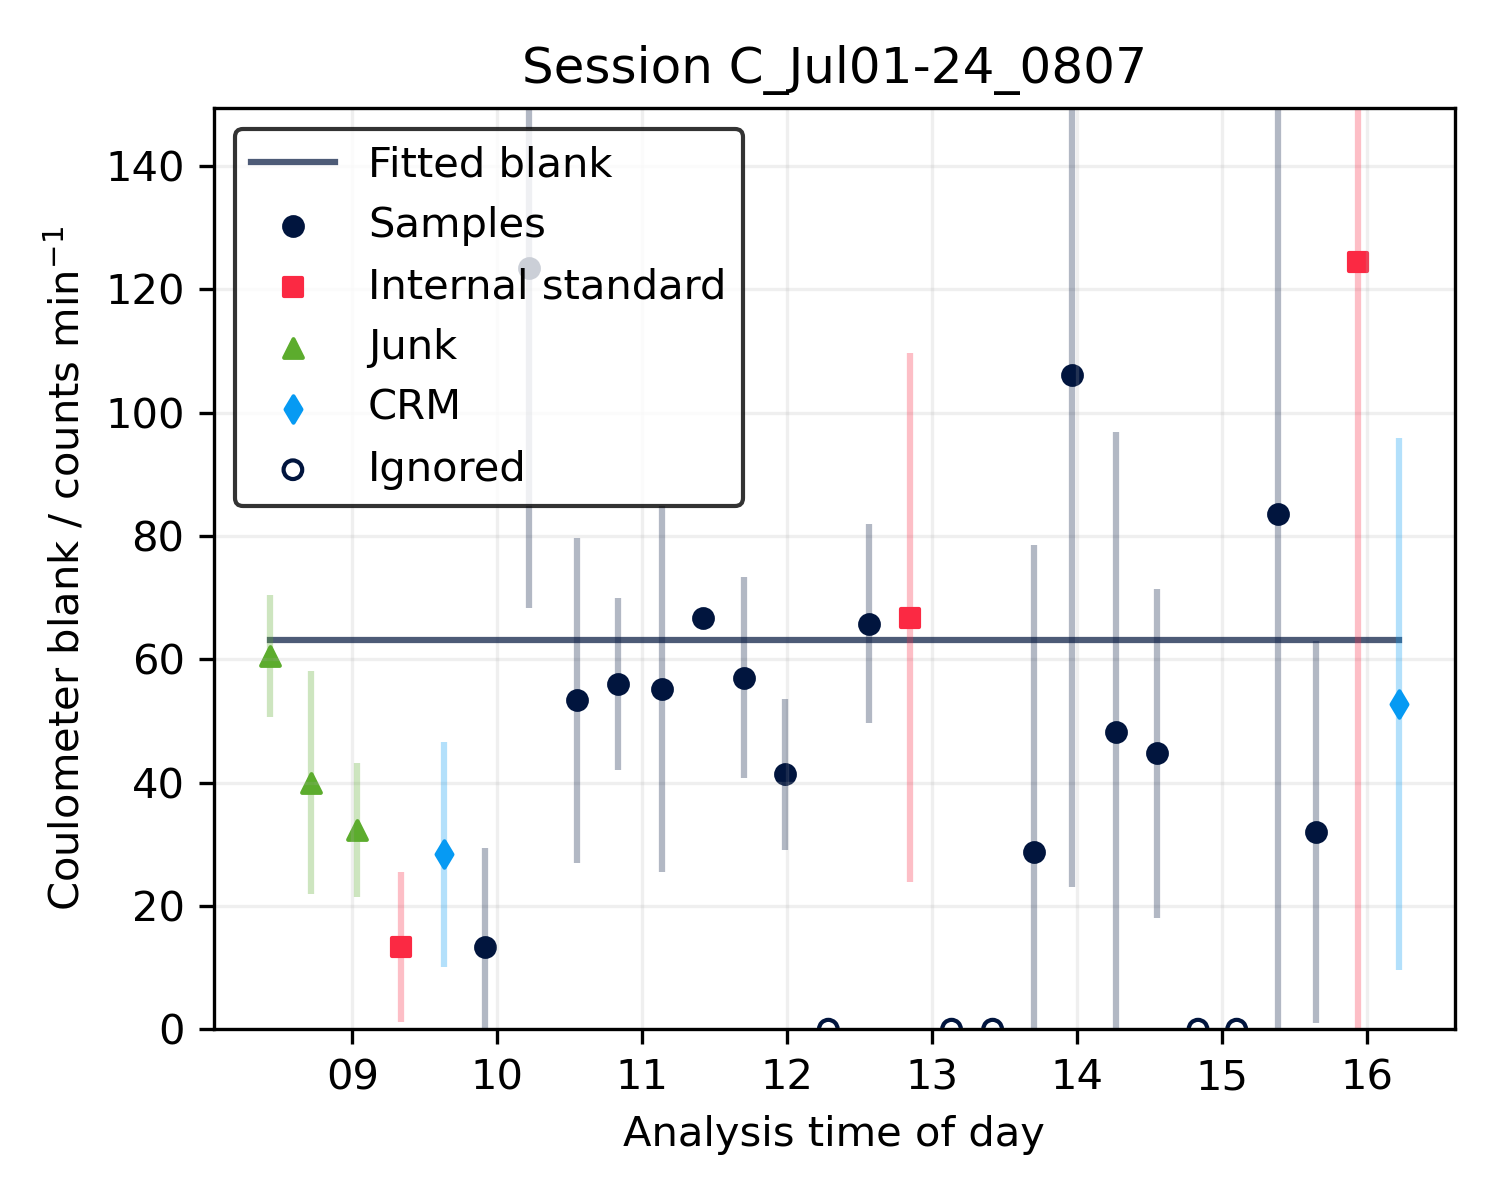 Session C_Jul01-24_0807
Coulometer blank / counts min⁻¹
140
120
100
80
60
40
20
0
Fitted blank
Samples
Internal standard
Junk
CRM
Ignored
09 10 11 12 13 14 15 16
Analysis time of day